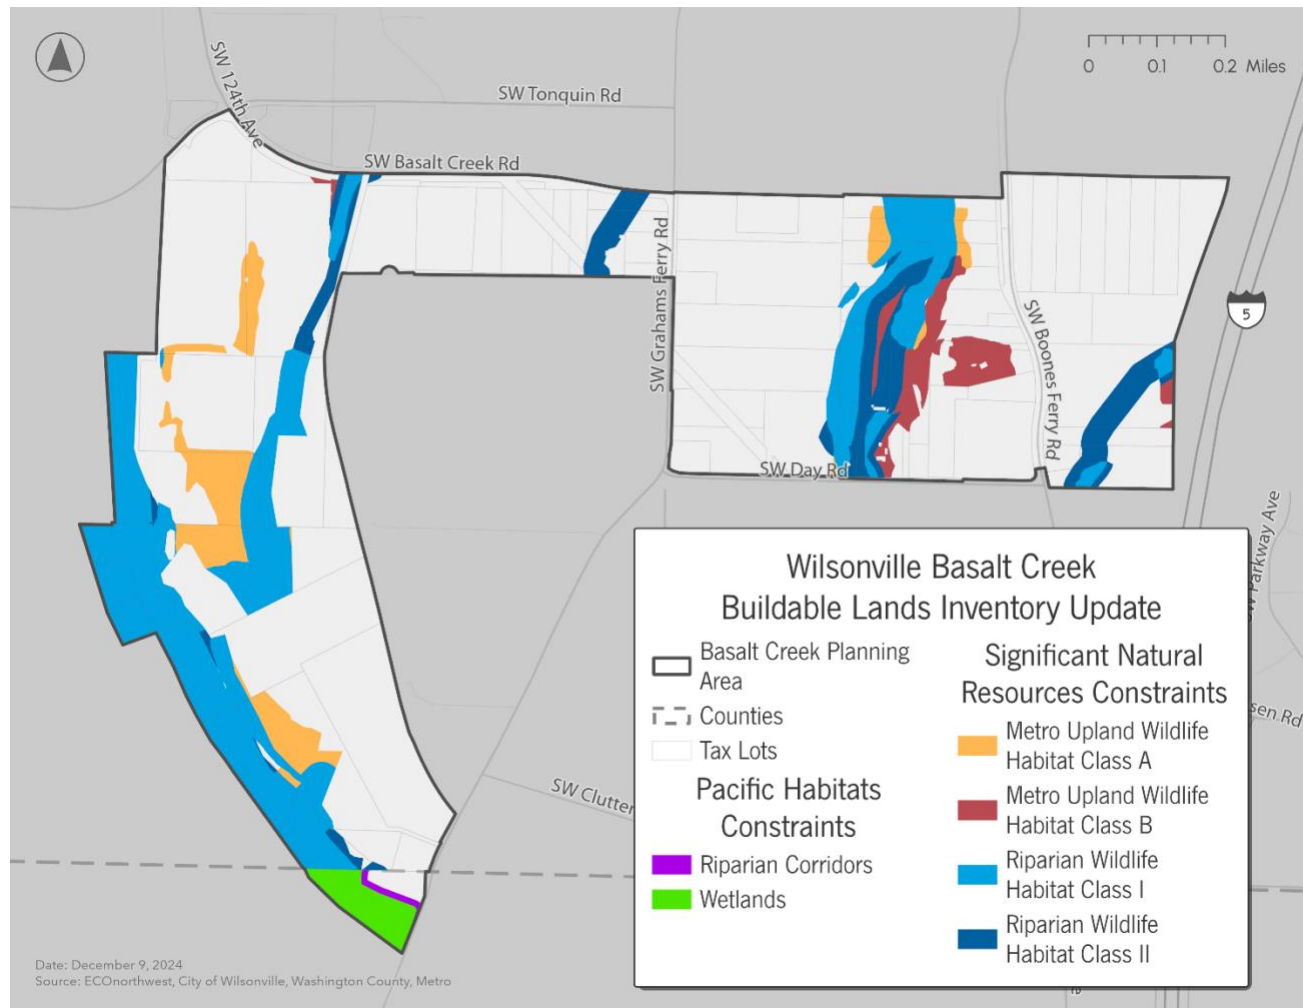 SW 124th Ave
SW Tonquin Rd
SW Basalt Creek Rd
0 0.1 0.2 Miles
SW Grahams Ferry Rd
SW Boones Ferry Rd
5
SW Day Rd
SW Clutter
Parkway Ave
sen Rd
Wilsonville Basalt Creek
Buildable Lands Inventory Update
Basalt Creek Planning
Area
Counties
Tax Lots
Pacific Habitats
Constraints
Riparian Corridors
Wetlands
Significant Natural
Resources Constraints
Metro Upland Wildlife
Habitat Class A
Metro Upland Wildlife
Habitat Class B
Riparian Wildlife
Habitat Class I
Riparian Wildlife
Habitat Class II
Date: December 9, 2024
Source: ECOnorthwest, City of Wilsonville, Washington County, Metro